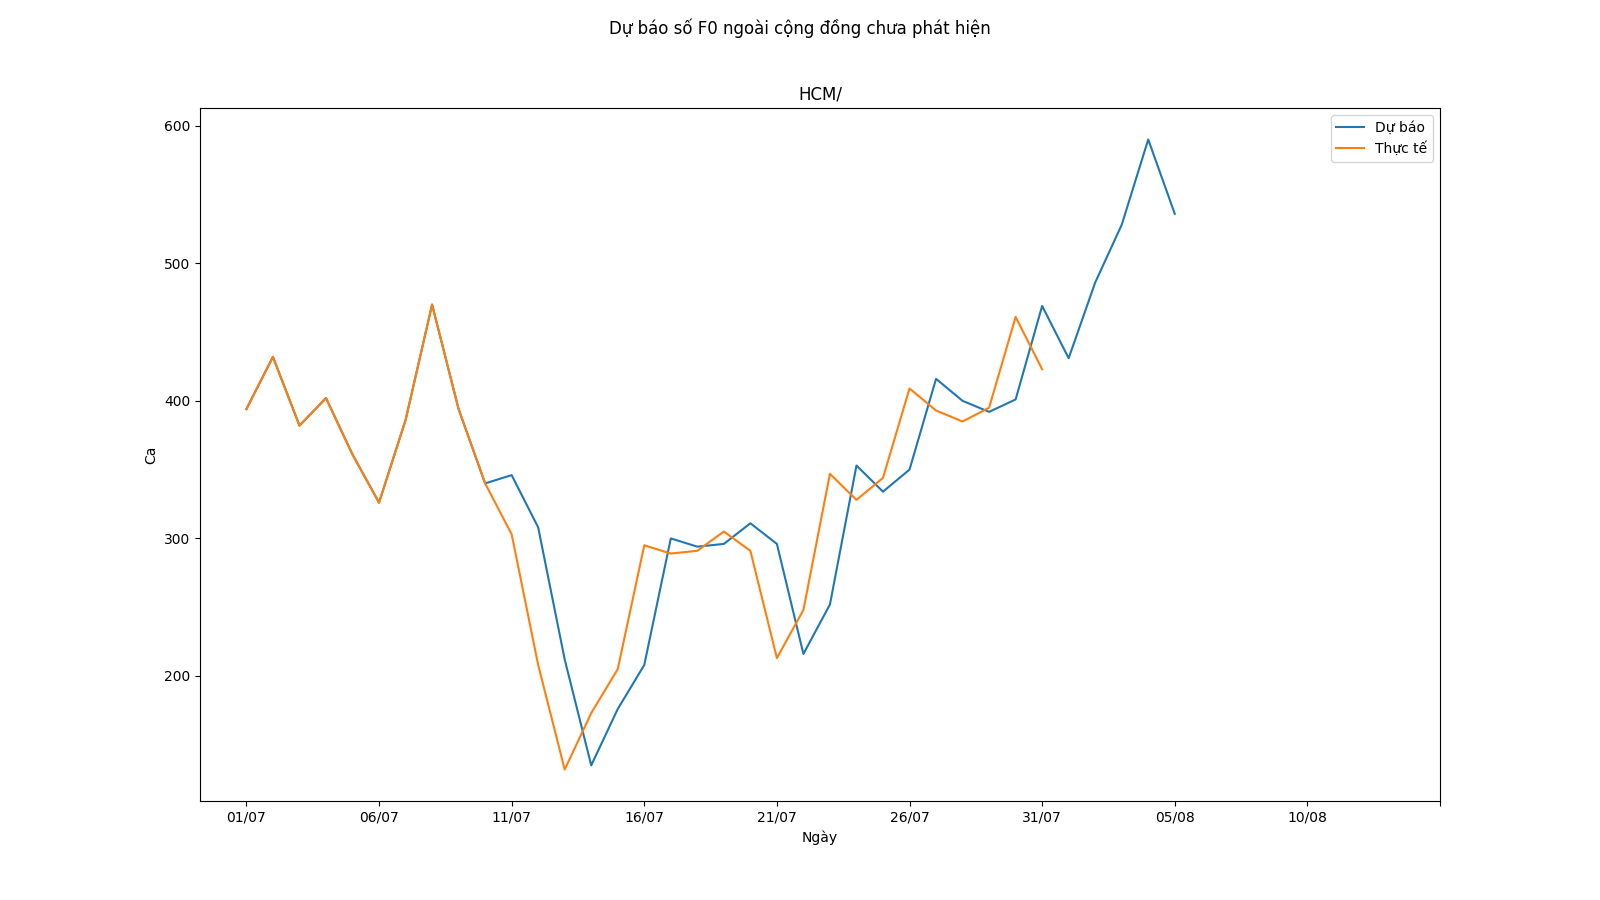 Dự báo số F0 ngoài cộng đồng chưa phát hiện
HCM/
Dự báo
Thực tế
600
500
400
300
200
Ca
01/07 06/07 11/07 16/07 21/07 26/07 31/07 05/08 10/08
Ngày